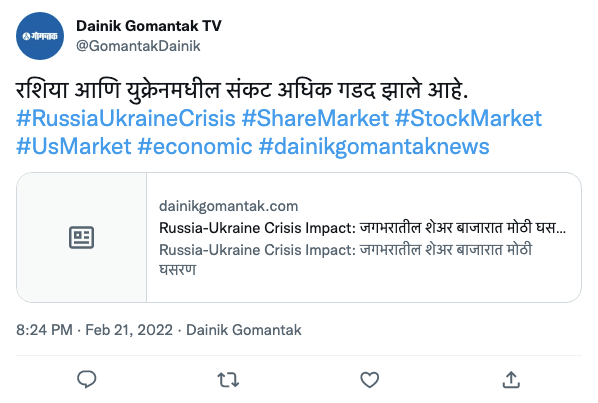 गोमन्तक
Dainik Gomantak TV
@GomantakDainik
रशिया आणि युक्रेनमधील संकट अधिक गडद झाले आहे.
#RussiaUkraineCrisis #ShareMarket #StockMarket
#UsMarket #economic #dainikgomantaknews
dainikgomantak.com
Russia-Ukraine Crisis Impact: जगभरातील शेअर बाजारात मोठी घस...
Russia-Ukraine Crisis Impact: जगभरातील शेअर बाजारात मोठी
घसरण
8:24 PM · Feb 21, 2022 · Dainik Gomantak